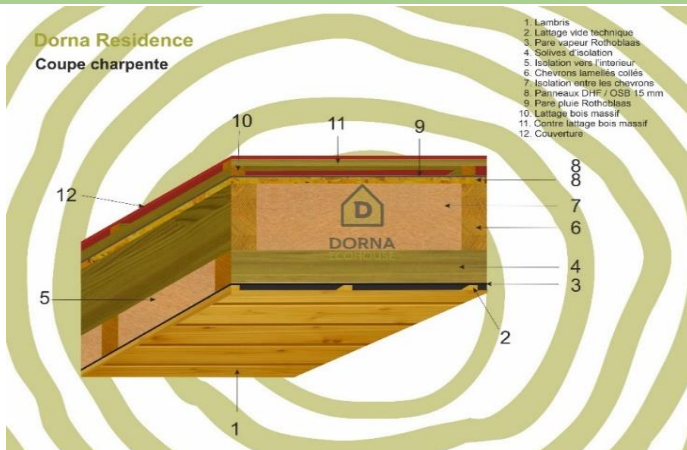 Dorna Residence
Coupe charpente
1. Lambris
2. Lattage vide technique
3. Pare vapeur Rothoblaas
4. Solives d'isolation
5. Isolation vers l'interieur
6. Chevrons lamellés collés
7. Isolation entre les chevrons
8. Panneaux DHF / OSB 15 mm
9. Pare pluie Rothoblaas
10. Lattage bois massif
11. Contre lattage bois massif
12. Couverture
10
11
9
12
8
8
7
D
DORNA
ECOHOUSE
6
5
4
3
2
1